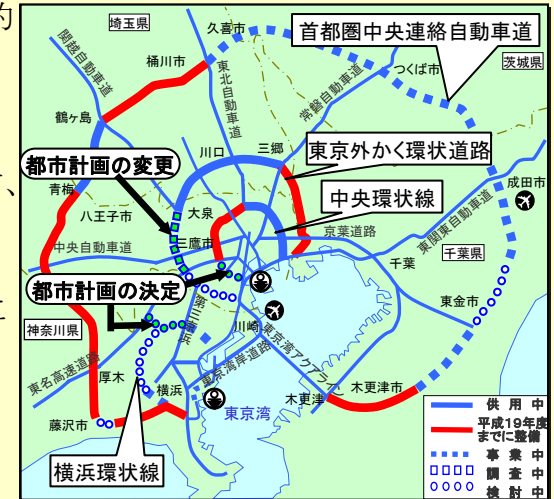 的
、
と
埼玉県
久喜市
首都圏中央連絡自動車道
関越自動車道
桶川市
東北自動車道
つくば市
茨城県
常磐自動車道
鶴ヶ島
川口
三郷
東京外かく環状道路
都市計画の変更
成田市
青梅
大泉
中央環状線
八王子市
三鷹市
京葉道路
東関東自動車道
中央自動車道
千葉
千葉県
都市計画の決定
第三京浜
東金市
神奈川県
川崎
東京湾アクアライン
東名高速道路
東京湾岸道路
厚木
横浜
木更津
木更津市
藤沢市
東京湾
横浜環状線
供用中
平成19年度
までに整備
事業中
調査中
検討中